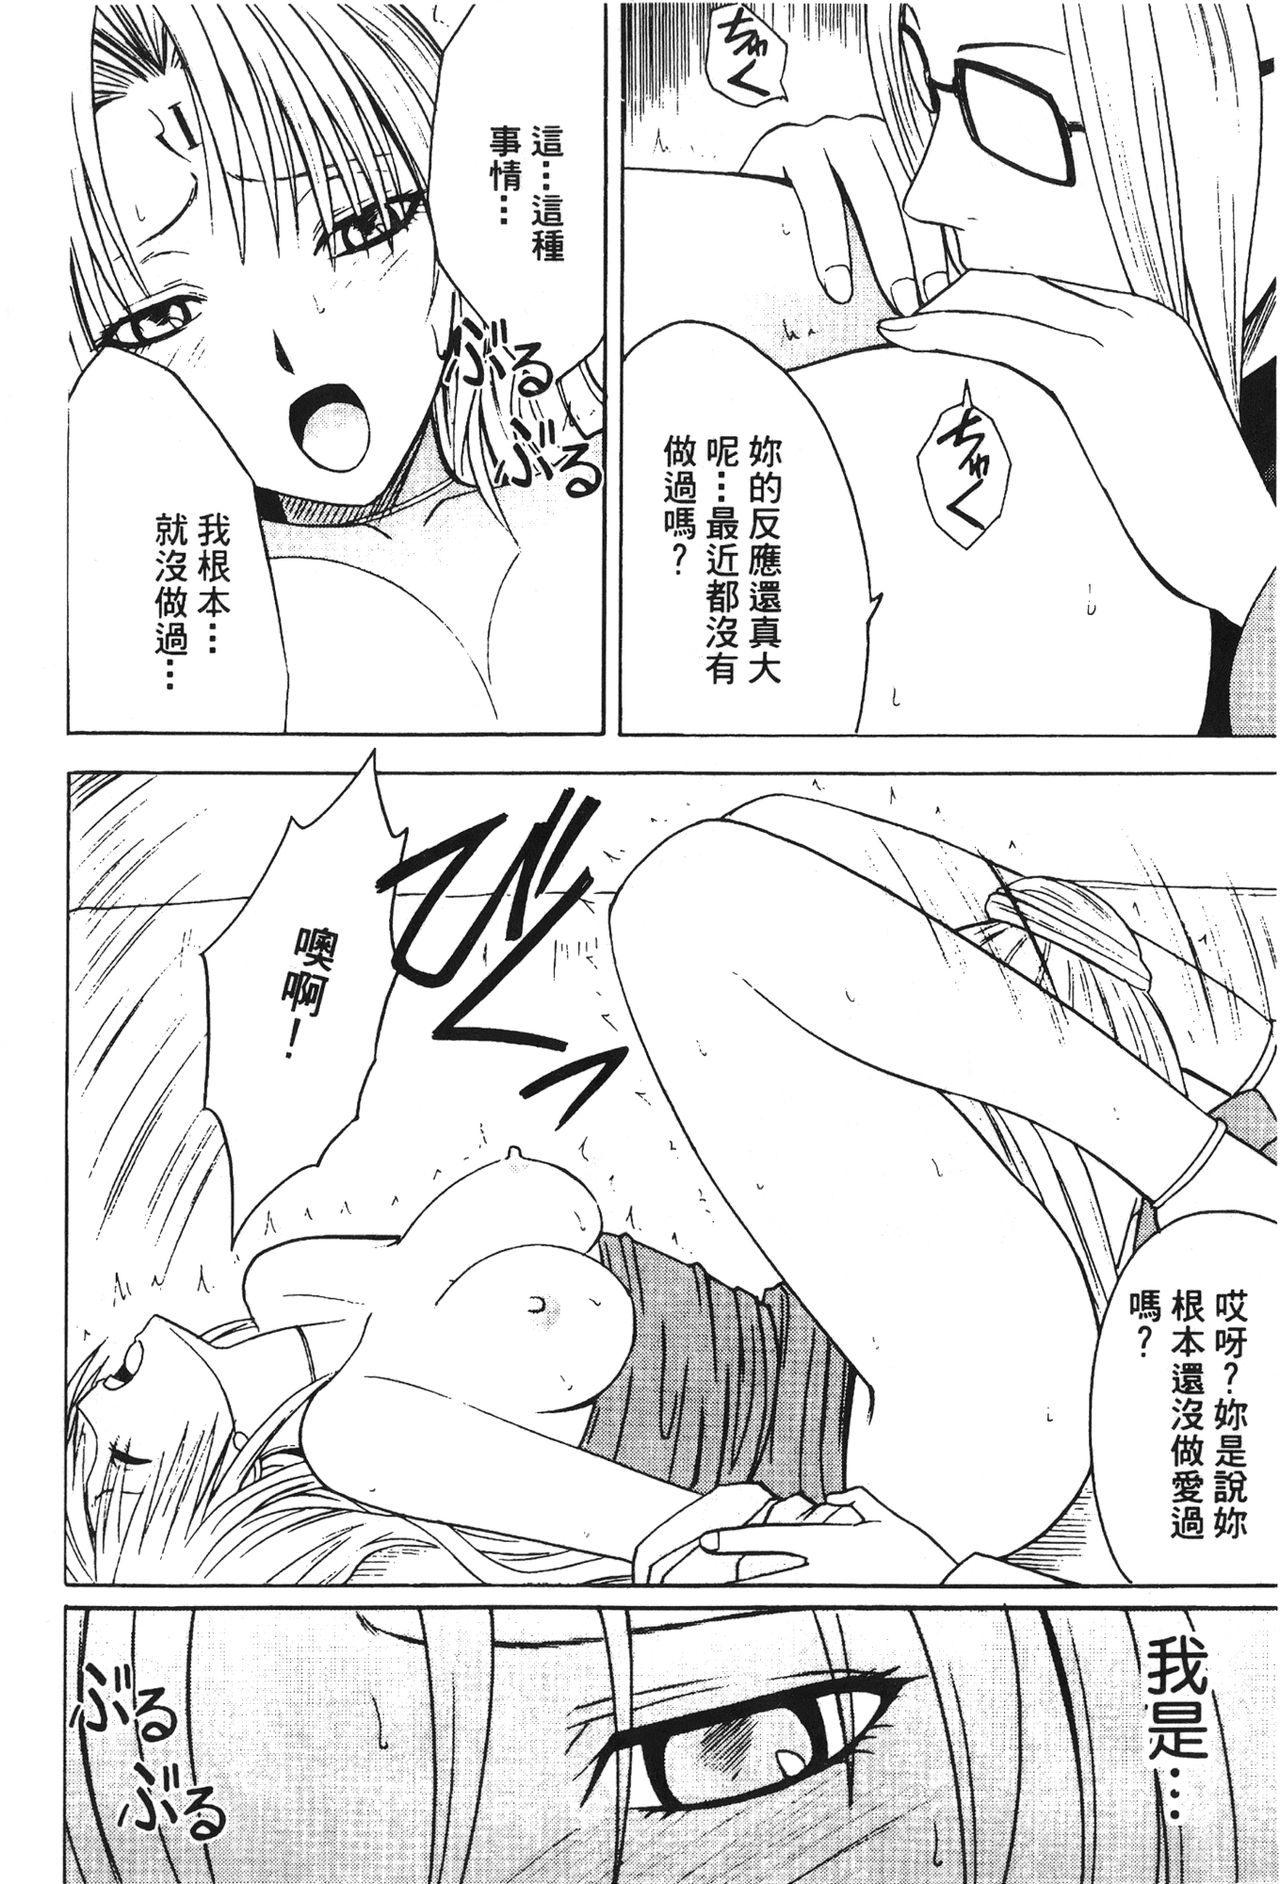 ちゅく
妳的反應還真大
呢…最近都沒有
做過嗎?
ちゅく
這…這種
事情…
ぶる
ぶる
我根本…
就沒做過…
噢啊!
びくっ
哎呀?妳是說妳
根本還沒做愛過
嗎?
我是…
ぶる
ぶる
I